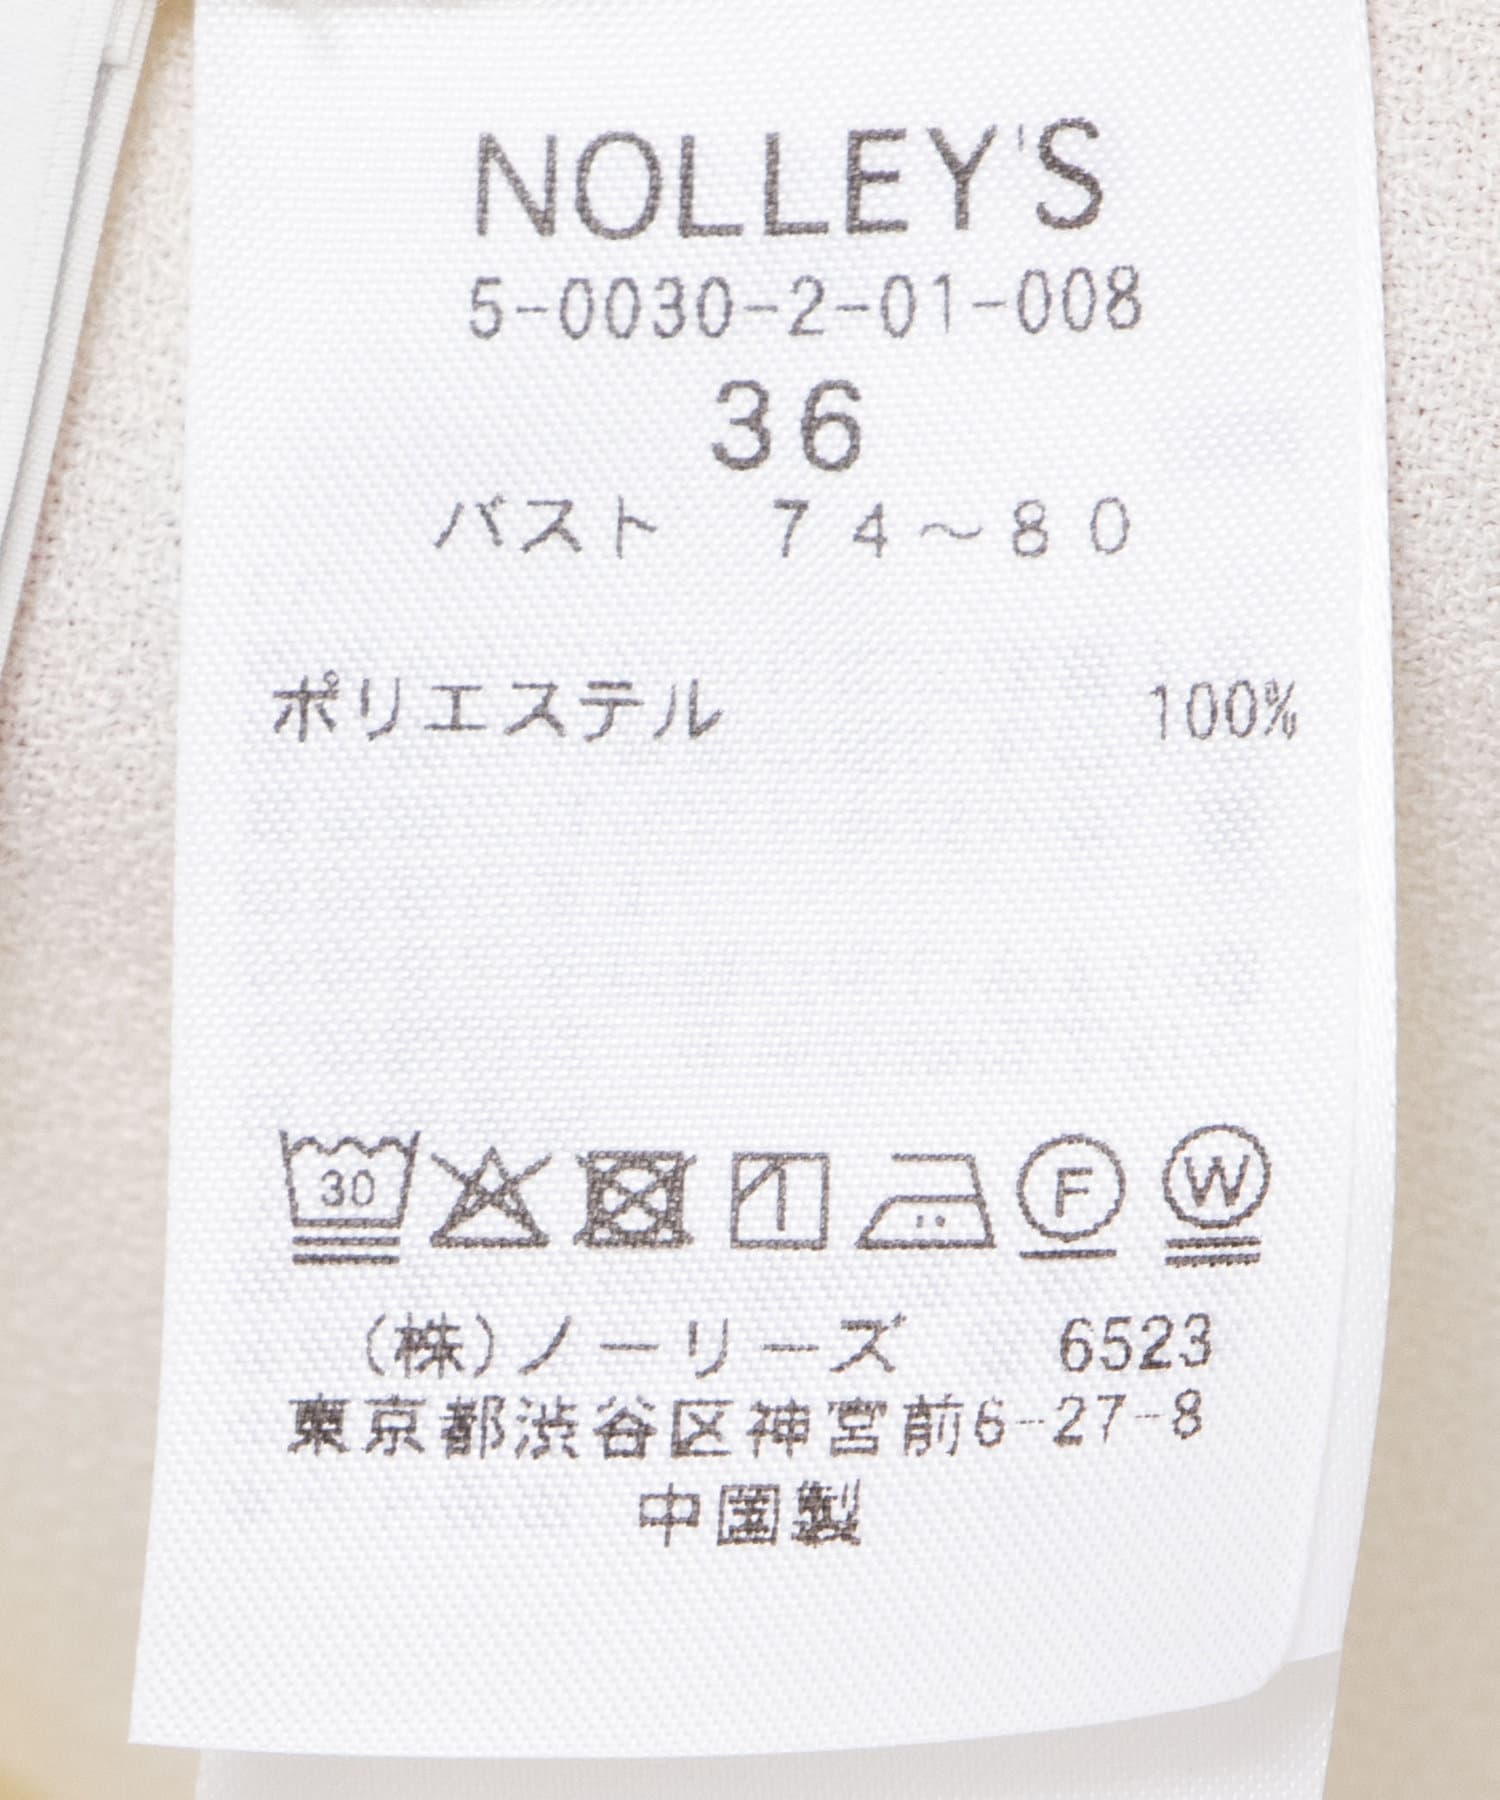 NOLLEY'S
5-0030-2-01-008
36
バスト　７４～８０
ポリエステル 100%
30 F W
(株)ノーリーズ 6523
東京都渋谷区神宮前6-27-8
中国製